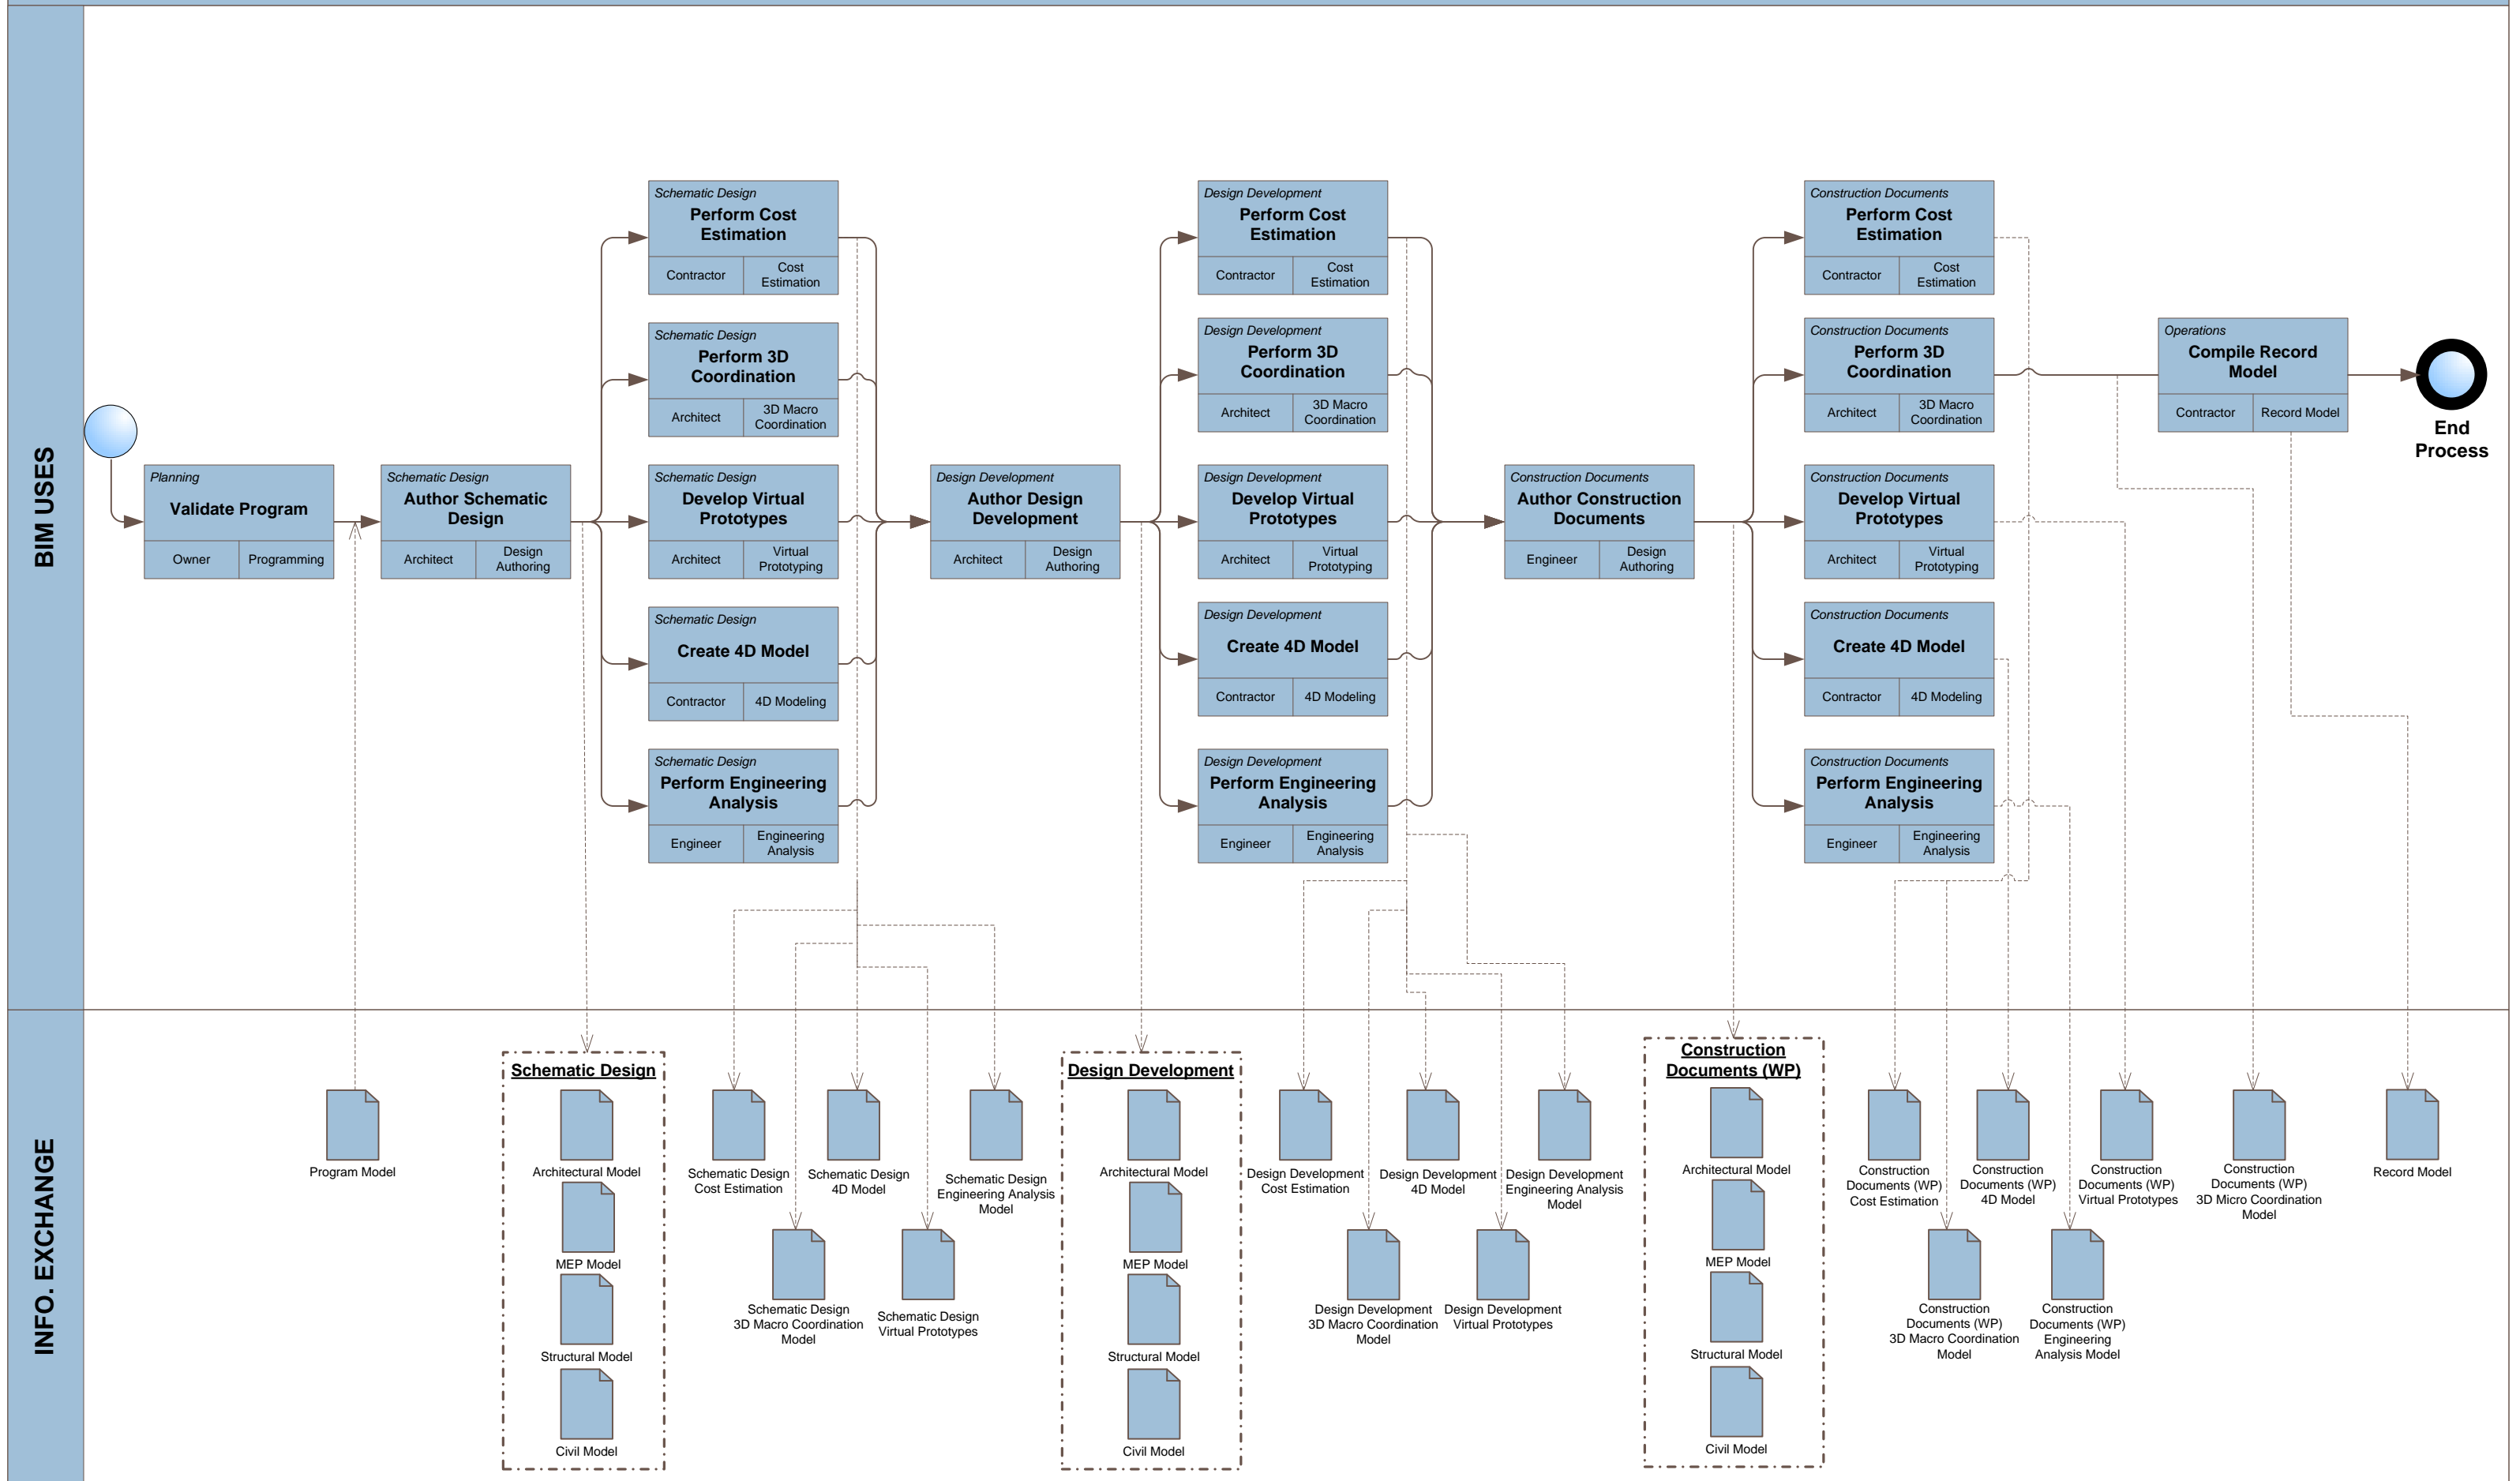 BIM USES
Planning
Validate Program
Owner
Programming
Schematic Design
Author Schematic
Design
Architect
Design
Authoring
Schematic Design
Perform Cost
Estimation
Contractor
Cost
Estimation
Schematic Design
Perform 3D
Coordination
Architect
3D Macro
Coordination
Schematic Design
Develop Virtual
Prototypes
Architect
Virtual
Prototyping
Schematic Design
Create 4D Model
Contractor
4D Modeling
Schematic Design
Perform Engineering
Analysis
Engineer
Engineering
Analysis
Design Development
Author Design
Development
Architect
Design
Authoring
Design Development
Perform Cost
Estimation
Contractor
Cost
Estimation
Design Development
Perform 3D
Coordination
Architect
3D Macro
Coordination
Design Development
Develop Virtual
Prototypes
Architect
Virtual
Prototyping
Design Development
Create 4D Model
Contractor
4D Modeling
Design Development
Perform Engineering
Analysis
Engineer
Engineering
Analysis
Construction Documents
Author Construction
Documents
Engineer
Design
Authoring
Construction Documents
Perform Cost
Estimation
Contractor
Cost
Estimation
Construction Documents
Perform 3D
Coordination
Architect
3D Macro
Coordination
Construction Documents
Develop Virtual
Prototypes
Architect
Virtual
Prototyping
Construction Documents
Create 4D Model
Contractor
4D Modeling
Construction Documents
Perform Engineering
Analysis
Engineer
Engineering
Analysis
Operations
Compile Record
Model
Contractor
Record Model
End
Process
INFO. EXCHANGE
Program Model
Schematic Design
Architectural Model
MEP Model
Structural Model
Civil Model
Schematic Design
Cost Estimation
Schematic Design
3D Macro Coordination
Model
Schematic Design
4D Model
Schematic Design
Virtual Prototypes
Schematic Design
Engineering Analysis
Model
Design Development
Architectural Model
MEP Model
Structural Model
Civil Model
Design Development
Cost Estimation
Design Development
3D Macro Coordination
Model
Design Development
4D Model
Design Development
Virtual Prototypes
Design Development
Engineering Analysis
Model
Construction
Documents (WP)
Architectural Model
MEP Model
Structural Model
Civil Model
Construction
Documents (WP)
Cost Estimation
Construction
Documents (WP)
3D Macro Coordination
Model
Construction
Documents (WP)
4D Model
Construction
Documents (WP)
Engineering
Analysis Model
Construction
Documents (WP)
Virtual Prototypes
Construction
Documents (WP)
3D Micro Coordination
Model
Record Model